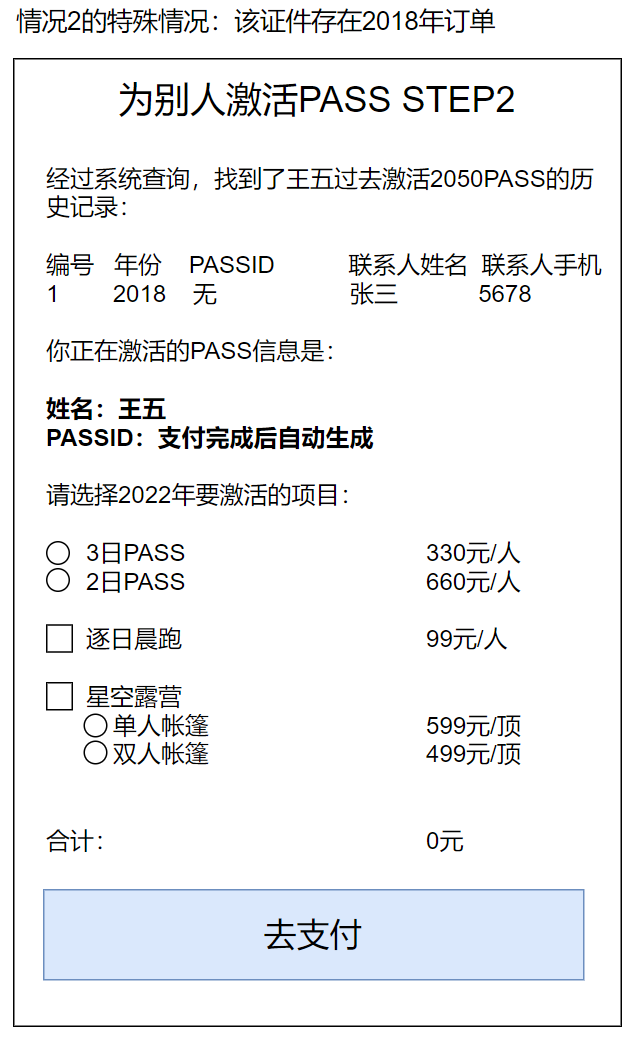 情况2的特殊情况：该证件存在2018年订单
为别人激活PASS STEP2
经过系统查询，找到了王五过去激活2050PASS的历
史记录：
编号 年份 PASSID 联系人姓名 联系人手机
1 2018 无 张三 5678
你正在激活的PASS信息是：
姓名：王五
PASSID：支付完成后自动生成
请选择2022年要激活的项目：
3日PASS 330元/人
2日PASS 660元/人
逐日晨跑 99元/人
星空露营
单人帐篷 599元/顶
双人帐篷 499元/顶
合计： 0元
去支付